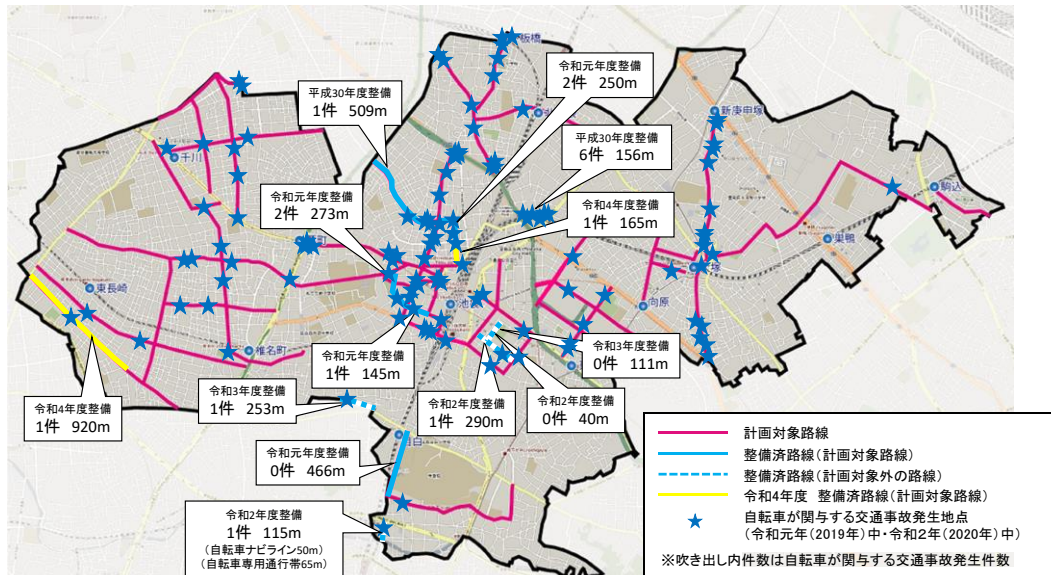 板橋
令和元年度整備
2件 250m
平成30年度整備
1件 509m
新庚申塚
平成30年度整備
6件 156m
千川
駒込
令和元年度整備
2件 273m
令和4年度整備
1件 165m
巣鴨
東長崎
向原
椎名町
令和元年度整備
1件 145m
令和3年度整備
0件 111m
令和3年度整備
1件 253m
令和2年度整備
1件 290m
令和2年度整備
0件 40m
令和4年度整備
1件 920m
目白
令和元年度整備
0件 466m
令和2年度整備
1件 115m
(自転車ナビライン50m)
(自転車専用通行帯65m)
計画対象路線
整備済路線(計画対象路線)
整備済路線(計画対象外の路線)
令和4年度 整備済路線(計画対象路線)
自転車が関与する交通事故発生地点
(令和元年(2019年)中・令和2年(2020年)中)
※吹き出し内件数は自転車が関与する交通事故発生件数